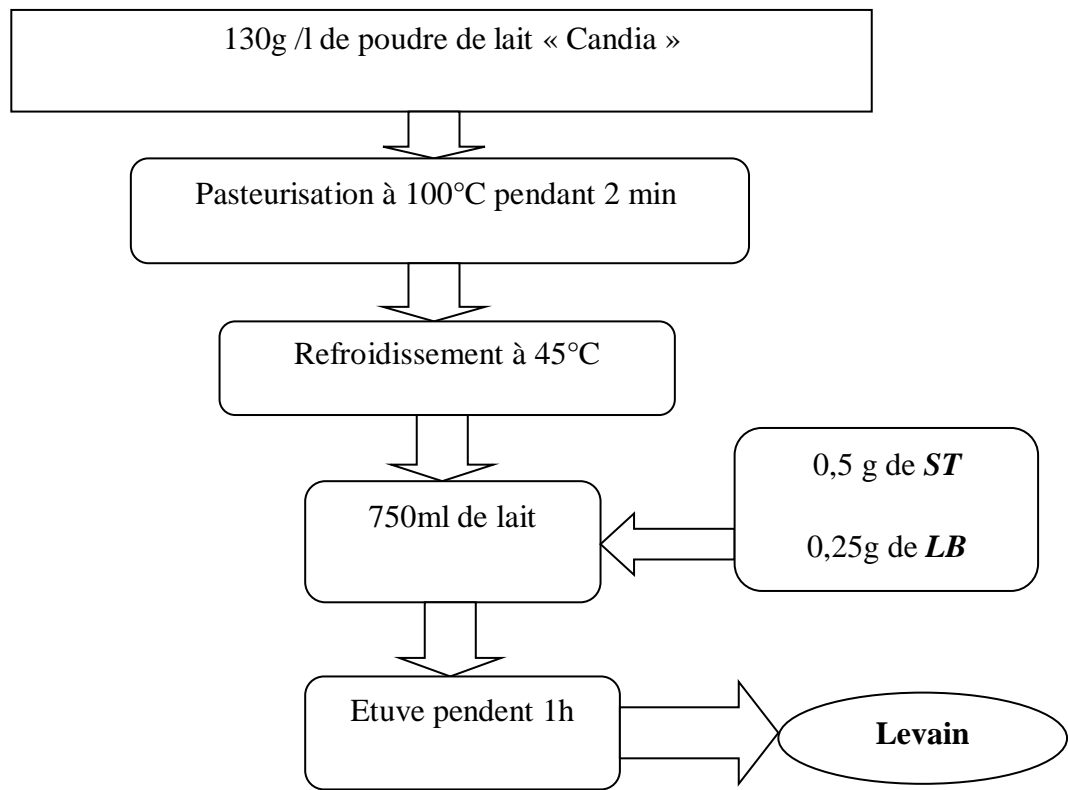 130g /l de poudre de lait « Candia »
Pasteurisation à 100°C pendant 2 min
Refroidissement à 45°C
750ml de lait
0,5 g de ST
0,25g de LB
Etuve pendent 1h
Levain